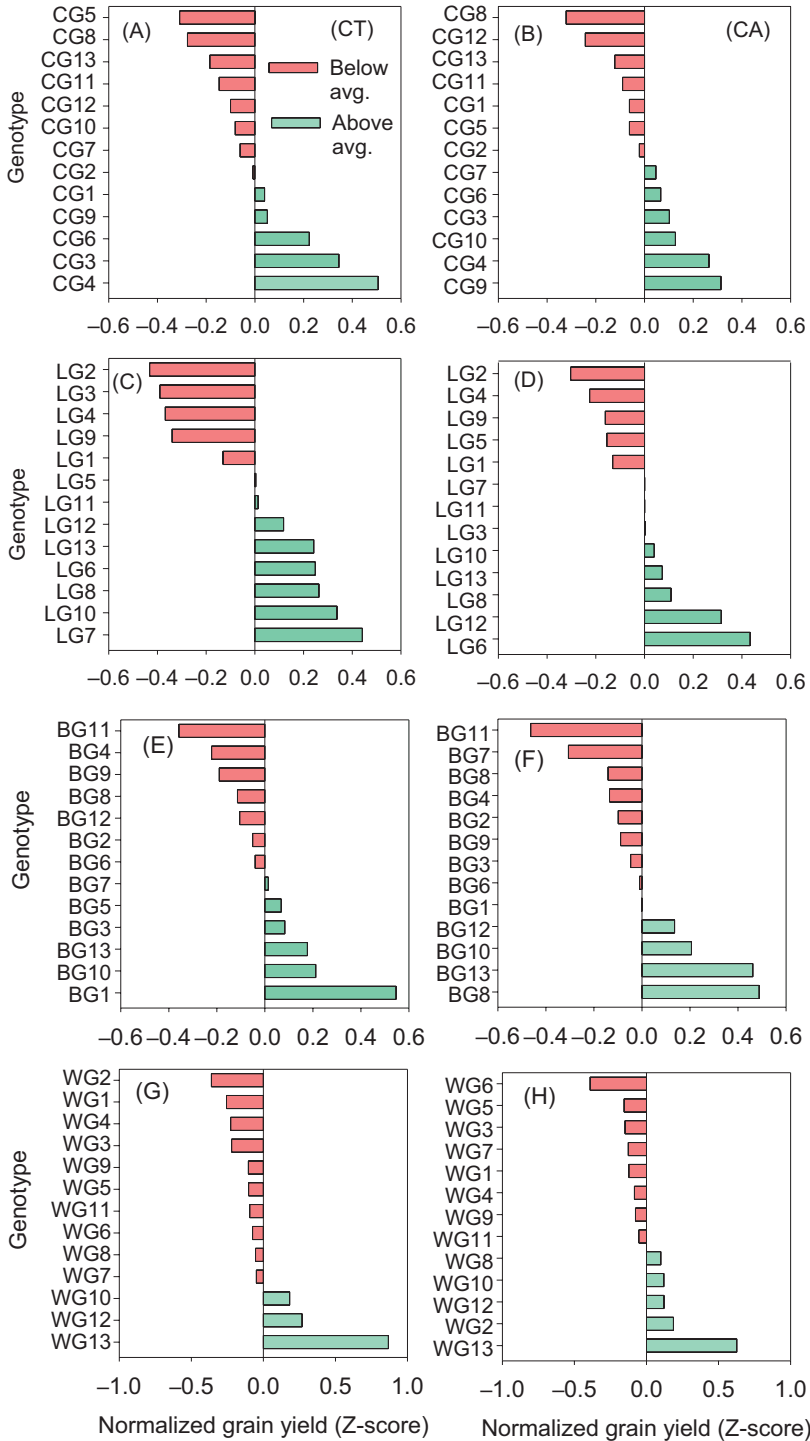 (A)
(CT)
Below avg.
Above avg.
Genotype
CG5
CG8
CG13
CG11
CG12
CG10
CG7
CG2
CG1
CG9
CG6
CG3
CG4
–0.6 –0.4 –0.2 0.0 0.2 0.4 0.6
(B)
(CA)
CG8
CG12
CG13
CG11
CG1
CG5
CG2
CG7
CG6
CG3
CG10
CG4
CG9
–0.6 –0.4 –0.2 0.0 0.2 0.4 0.6
(C)
Genotype
LG2
LG3
LG4
LG9
LG1
LG5
LG11
LG12
LG13
LG6
LG8
LG10
LG7
–0.6 –0.4 –0.2 0.0 0.2 0.4 0.6
(D)
LG2
LG4
LG9
LG5
LG1
LG7
LG11
LG3
LG10
LG13
LG8
LG12
LG6
–0.6 –0.4 –0.2 0.0 0.2 0.4 0.6
(E)
Genotype
BG11
BG4
BG9
BG8
BG12
BG2
BG6
BG7
BG5
BG3
BG13
BG10
BG1
–0.6 –0.4 –0.2 0.0 0.2 0.4 0.6
(F)
BG11
BG7
BG8
BG4
BG2
BG9
BG3
BG6
BG1
BG12
BG10
BG13
BG8
–0.6 –0.4 –0.2 0.0 0.2 0.4 0.6
(G)
Genotype
WG2
WG1
WG4
WG3
WG9
WG5
WG11
WG6
WG8
WG7
WG10
WG12
WG13
–1.0 –0.5 0.0 0.5 1.0
Normalized grain yield (Z-score)
(H)
WG6
WG5
WG3
WG7
WG1
WG4
WG9
WG11
WG8
WG10
WG12
WG2
WG13
–1.0 –0.5 0.0 0.5 1.0
Normalized grain yield (Z-score)